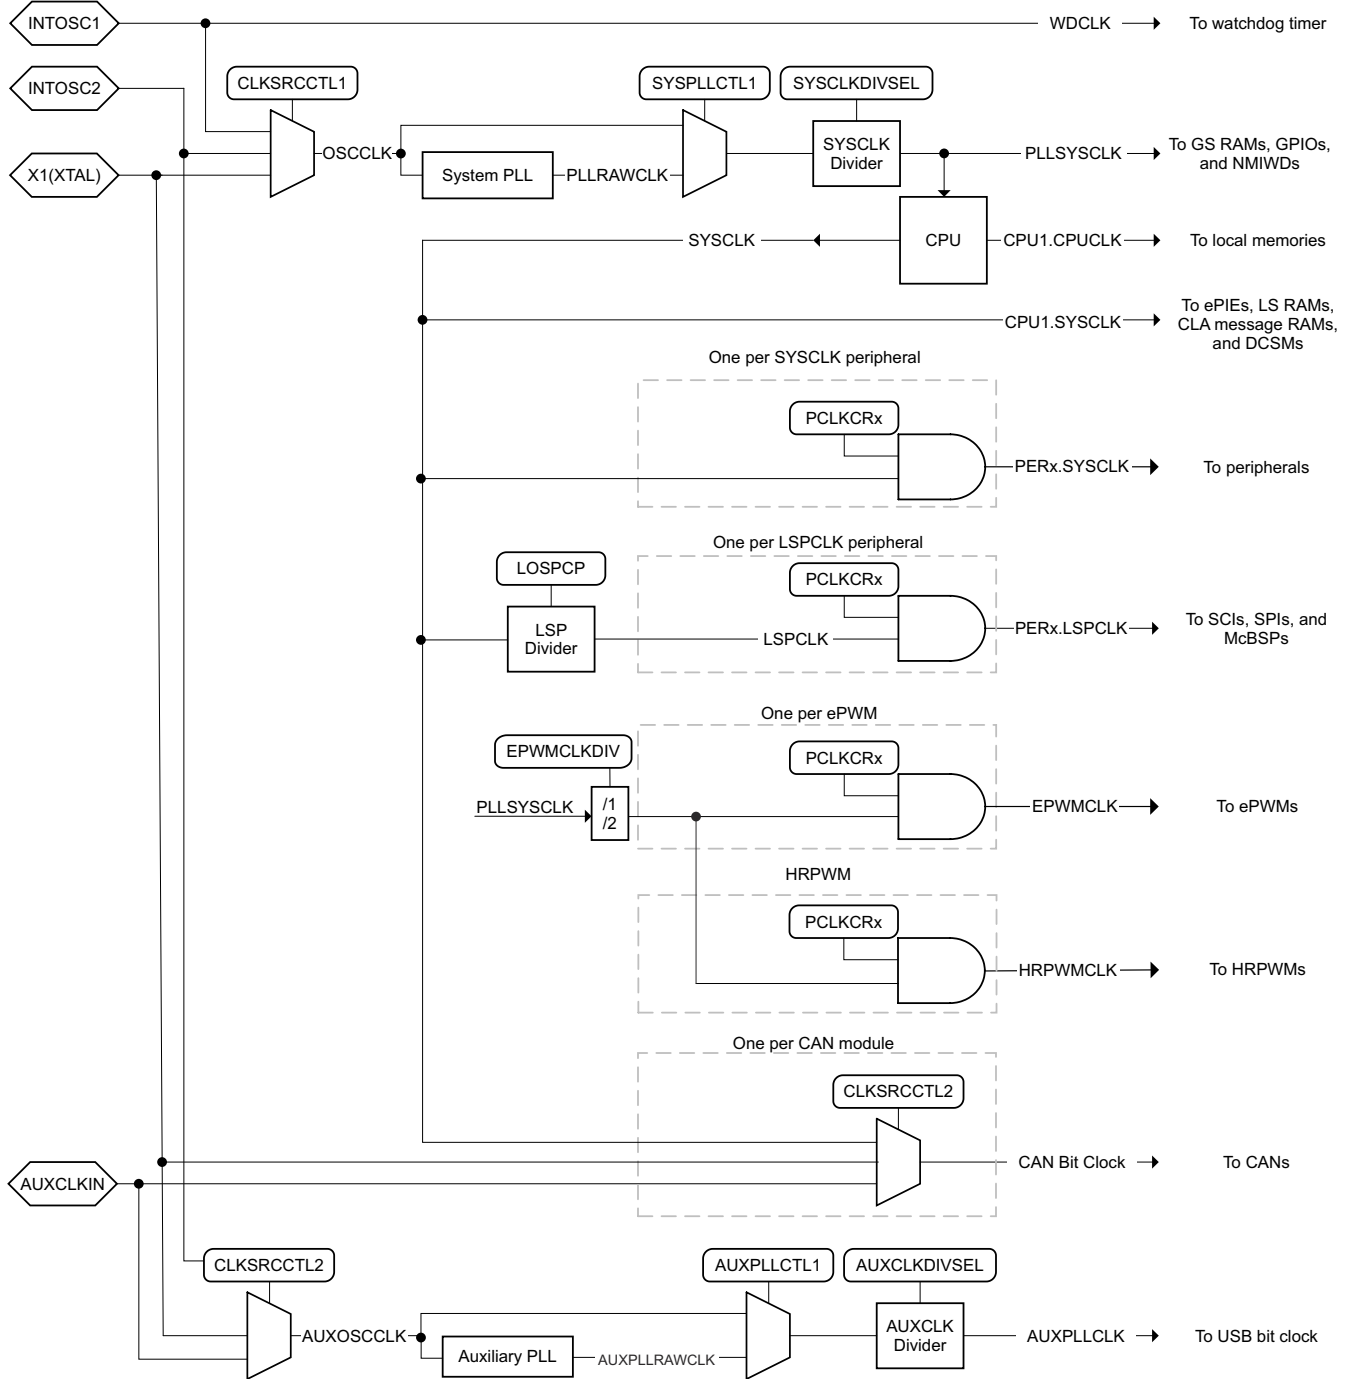 INTOSC1
WDCLK
To watchdog timer
INTOSC2
CLKSRCCTL1
SYSPLLCTL1
SYSCLKDIVSEL
X1(XTAL)
OSCCLK
System PLL
PLLRAWCLK
SYSCLK
Divider
PLLSYSCLK
To GS RAMs, GPIOs,
and NMIWDs
SYSCLK
CPU
CPU1.CPUCLK
To local memories
CPU1.SYSCLK
To ePIEs, LS RAMs,
CLA message RAMs,
and DCSMs
One per SYSCLK peripheral
PCLKCRx
PERx.SYSCLK
To peripherals
One per LSPCLK peripheral
LOSPCP
PCLKCRx
LSP
Divider
LSPCLK
PERx.LSPCLK
To SCIs, SPIs, and
McBSPs
One per ePWM
EPWMCLKDIV
PCLKCRx
PLLSYSCLK
/1
/2
EPWMCLK
To ePWMs
HRPWM
PCLKCRx
HRPWMCLK
To HRPWMs
One per CAN module
CLKSRCCTL2
AUXCLKIN
CAN Bit Clock
To CANs
CLKSRCCTL2
AUXPLLCTL1
AUXCLKDIVSEL
AUXOSCCLK
Auxiliary PLL
AUXPLLRAWCLK
AUXCLK
Divider
AUXPLLCLK
To USB bit clock